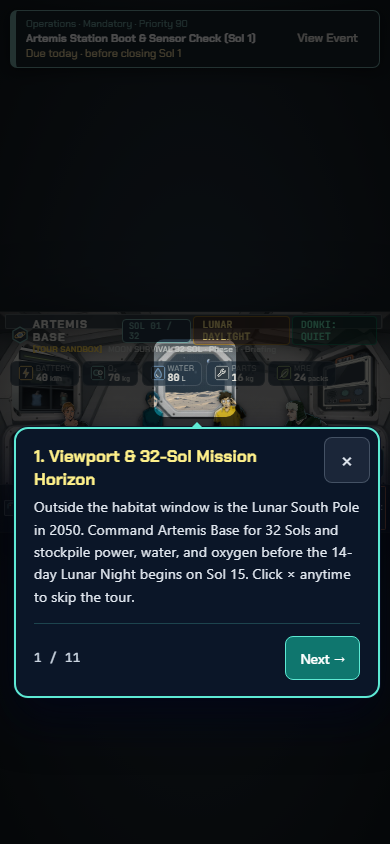 Operations · Mandatory · Priority 90
Artemis Station Boot & Sensor Check (Sol 1)
View Event
Due today · before closing Sol 1
ARTEMIS
BASE
SOL 01 /
32
LUNAR
DAYLIGHT
DONKI:
QUIET
BATTERY
40 kWh
O₂
70 kg
WATER
80 L
PARTS
16 kg
MRE
24 packs
1. Viewport & 32-Sol Mission
Horizon
×
Outside the habitat window is the Lunar South Pole
in 2050. Command Artemis Base for 32 Sols and
stockpile power, water, and oxygen before the 14-
day Lunar Night begins on Sol 15. Click × anytime
to skip the tour.
1 / 11
Next →